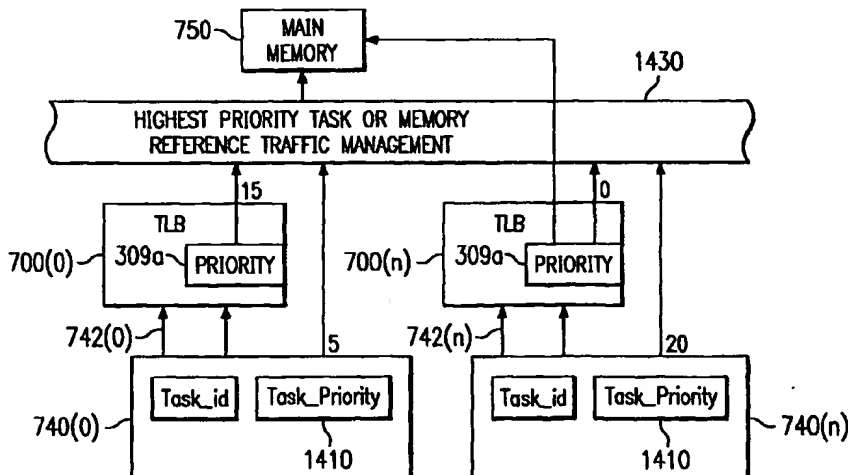 750
MAIN
MEMORY
1430
HIGHEST PRIORITY TASK OR MEMORY
REFERENCE TRAFFIC MANAGEMENT
15
0
TLB
TLB
700(0)
309a
PRIORITY
700(n)
309a
PRIORITY
742(0)
5
742(n)
20
Task_id
Task_Priority
Task_id
Task_Priority
740(0)
740(n)
1410
1410